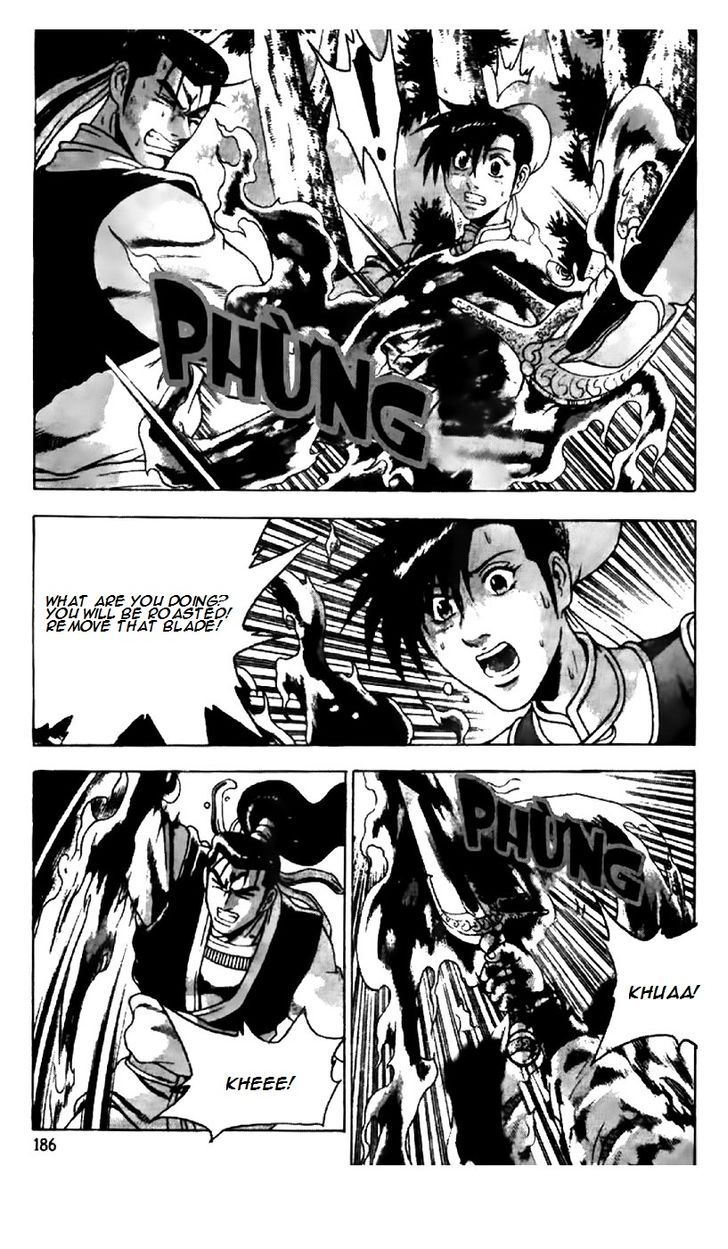 !
PHÙNG
WHAT ARE YOU DOING?
YOU WILL BE ROASTED!
REMOVE THAT BLADE!
PHÙNG
KHUAA!
KHEEE!
186